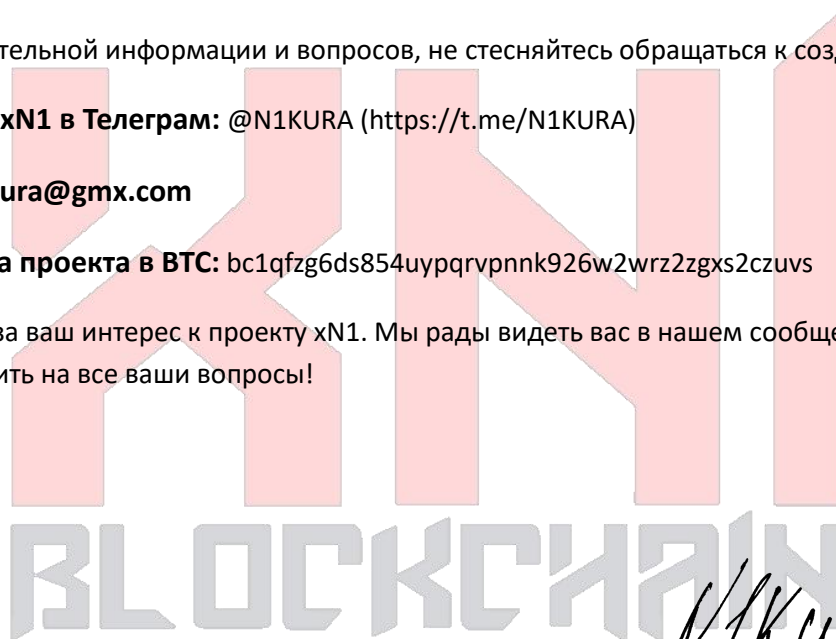 тельной информации и вопросов, не стесняйтесь обращаться к созд
xN1 в Телеграм: @N1KURA (https://t.me/N1KURA)
ura@gmx.com
а проекта в BTC: bc1qfzg6ds854uypqrvpnnk926w2wrz2zgxs2czuvs
за ваш интерес к проекту xN1. Мы рады видеть вас в нашем сообще
ить на все ваши вопросы!
XN
BLOCKCHAIN